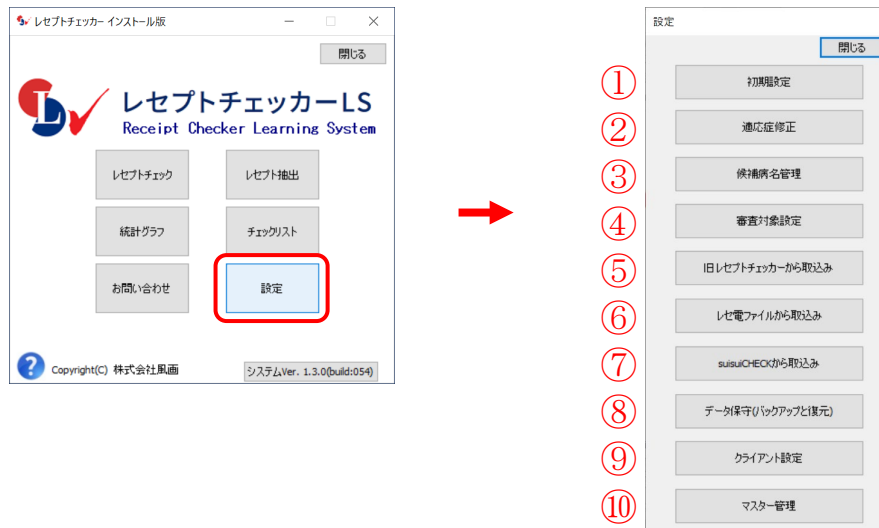 レセプトチェッカー インストール版
閉じる
レセプトチェッカーLS
Receipt Checker Learning System
レセプトチェック
レセプト抽出
統計グラフ
チェックリスト
お問い合わせ
設定
?
Copyright(C) 株式会社風画
システムVer. 1.3.0(build:054)
設定
閉じる
① 初期設定
② 適応症修正
③ 候補病名管理
④ 審査対象設定
⑤ 旧レセプトチェッカーから取込み
⑥ レセ電ファイルから取込み
⑦ suisuiCHECKから取込み
⑧ データ保守(バックアップと復元)
⑨ クライアント設定
⑩ マスター管理